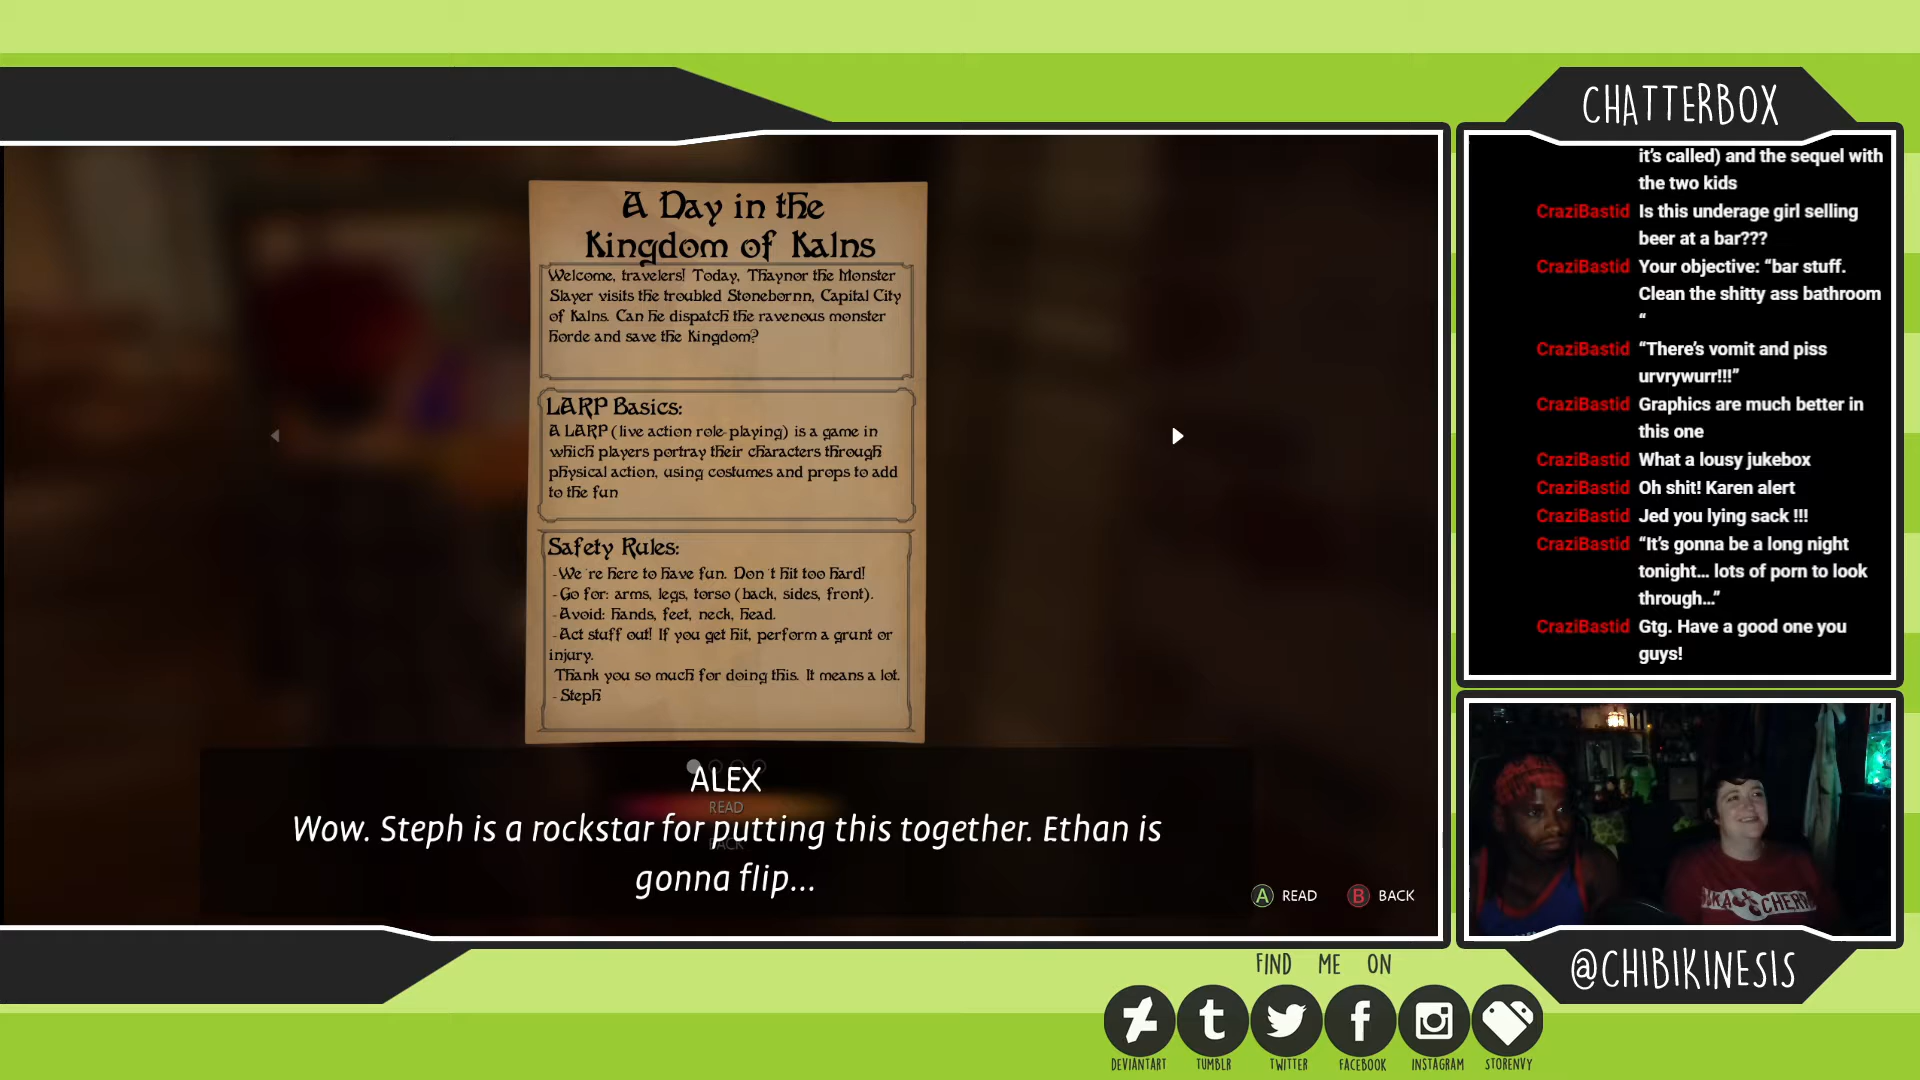 CHATTERBOX
A Day in the
Kingdom of Kalns
Welcome, travelers! Today, Thaynor the Monster
Slayer visits the troubled Stonebornn, Capital City
of Kalns. Can he dispatch the ravenous monster
horde and save the Kingdom?
LARP Basics:
A LARP (live action role-playing) is a game in
which players portray their characters through
physical action, using costumes and props to add
to the fun
Safety Rules:
-We're here to have fun. Don't hit too hard!
-Go for: arms, legs, torso (back, sides, front).
-Avoid: hands, feet, neck, head.
-Act stuff out! If you get hit, perform a grunt or
injury.
Thank you so much for doing this. It means a lot.
- Steph
READ
BACK
ALEX
Wow. Steph is a rockstar for putting this together. Ethan is
gonna flip...
A READ B BACK
it's called) and the sequel with
the two kids
CraziBastid Is this underage girl selling
beer at a bar???
CraziBastid Your objective: “bar stuff.
Clean the shitty ass bathroom
“
CraziBastid “There's vomit and piss
urvrywurr!!!”
CraziBastid Graphics are much better in
this one
CraziBastid What a lousy jukebox
CraziBastid Oh shit! Karen alert
CraziBastid Jed you lying sack !!!
CraziBastid “It's gonna be a long night
tonight... lots of porn to look
through...”
CraziBastid Gtg. Have a good one you
guys!
@CHIBIKINESIS
FIND ME ON
DEVIANTART TUMBLR TWITTER FACEBOOK INSTAGRAM STORENVY